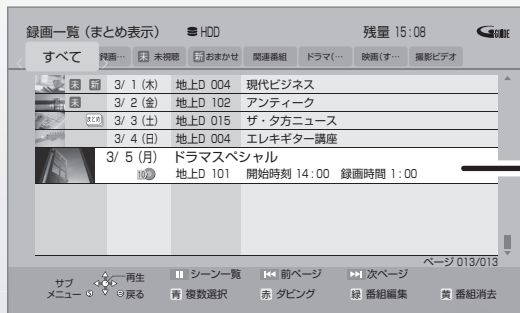 録画一覧 (まとめ表示) HDD 残量 15:08 G-GUIDE
すべて 録画… 未 未視聴 新 おまかせ 関連番組 ドラマ(… 映画(す… 撮影ビデオ
未 新 3/ 1 (木) 地上D 004 現代ビジネス
未 3/ 2 (金) 地上D 102 アンティーク
まとめ 3/ 3 (土) 地上D 015 ザ・夕方ニュース
3/ 4 (日) 地上D 004 エレキギター講座
3/ 5 (月) ドラマスペシャル
地上D 101 開始時刻 14:00 録画時間 1:00
ページ 013/013
サブメニュー 再生 戻る シーン一覧 前ページ 次ページ
青 複数選択 赤 ダビング 緑 番組編集 黄 番組消去